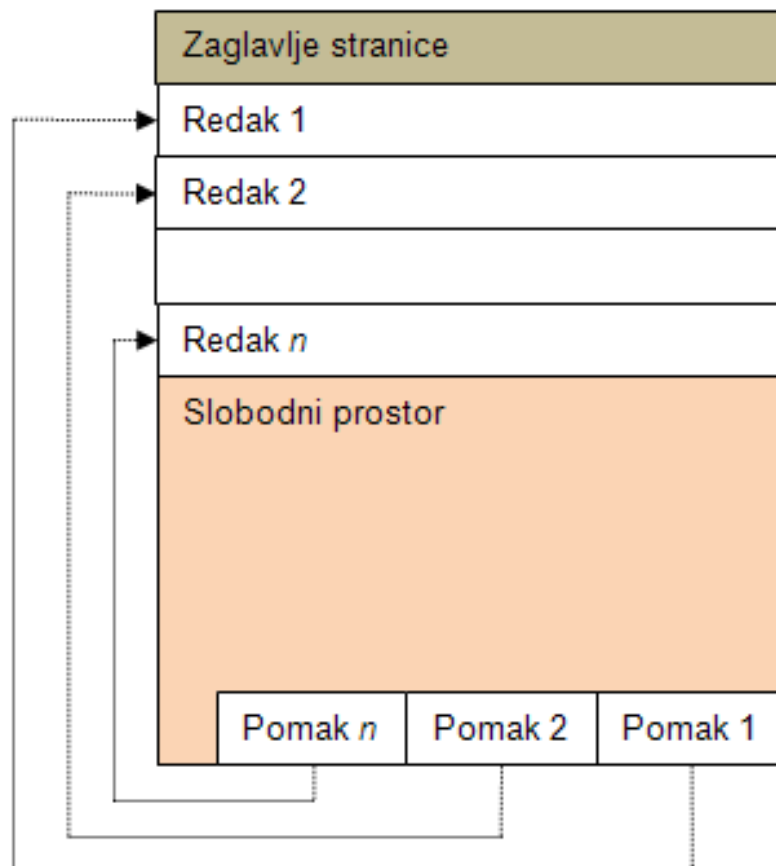 Zaglavlje stranice
Redak 1
Redak 2
Redak n
Slobodni prostor
Pomak n Pomak 2 Pomak 1